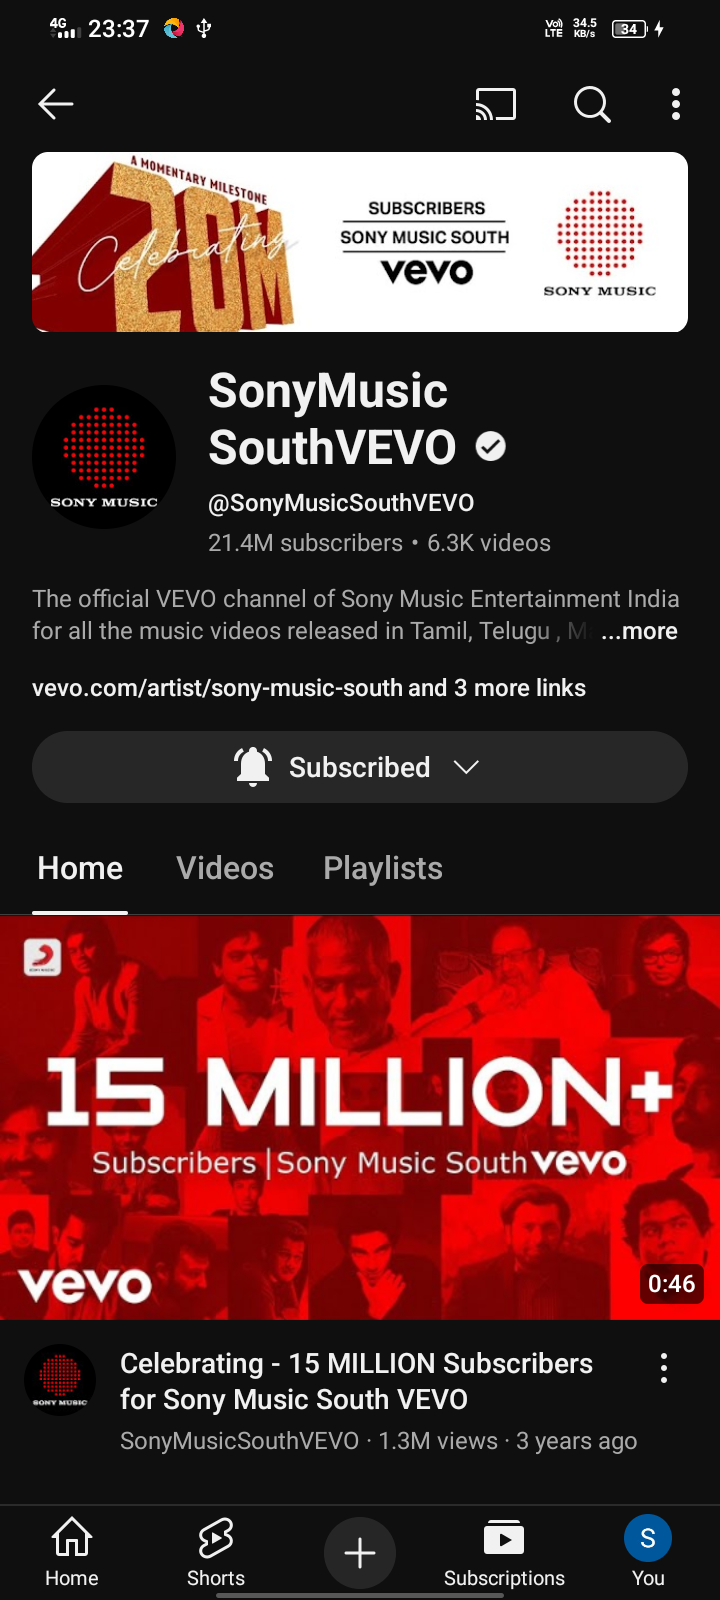 4G 23:37 Vo) LTE 34.5 KB/s 34
A MOMENTARY MILESTONE
20M
Celebrating
SUBSCRIBERS
SONY MUSIC SOUTH
vevo
SONY MUSIC
SonyMusic
SouthVEVO
SONY MUSIC
@SonyMusicSouthVEVO
21.4M subscribers • 6.3K videos
The official VEVO channel of Sony Music Entertainment India
for all the music videos released in Tamil, Telugu , M ...more
vevo.com/artist/sony-music-south and 3 more links
Subscribed
Home Videos Playlists
15 MILLION+
Subscribers | Sony Music South vevo
vevo
0:46
Celebrating - 15 MILLION Subscribers
for Sony Music South VEVO
SONY MUSIC
SonyMusicSouthVEVO · 1.3M views · 3 years ago
S
Home Shorts Subscriptions You